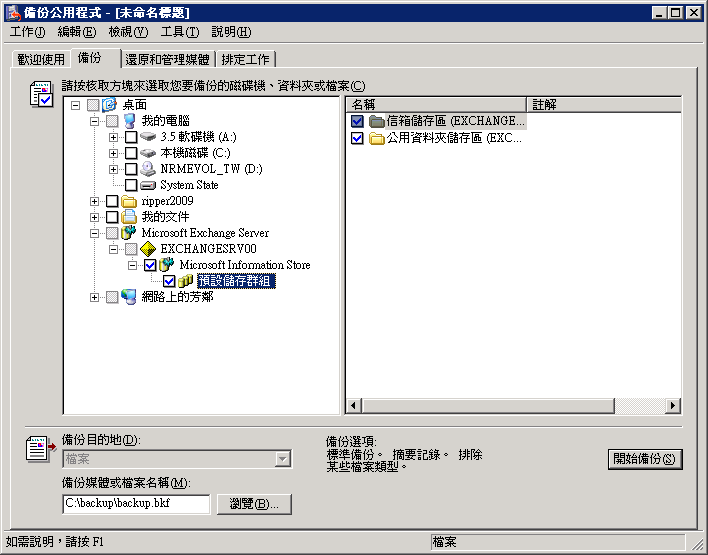 備份公用程式 - [未命名標題]
工作(J) 編輯(E) 檢視(V) 工具(T) 說明(H)
歡迎使用 備份 還原和管理媒體 排定工作
請按核取方塊來選取您要備份的磁碟機、資料夾或檔案(C)
桌面
我的電腦
3.5 軟碟機 (A:)
本機磁碟 (C:)
NRMEVOL_TW (D:)
System State
ripper2009
我的文件
Microsoft Exchange Server
EXCHANGESRV00
Microsoft Information Store
預設儲存群組
網路上的芳鄰
名稱 註解
信箱儲存區 (EXCHANGE...
公用資料夾儲存區 (EXC...
備份目的地(D):
檔案
備份媒體或檔案名稱(M):
C:\backup\backup.bkf 瀏覽(B)...
備份選項:
標準備份。 摘要記錄。 排除
某些檔案類型。
開始備份(S)
如需說明，請按 F1 檔案